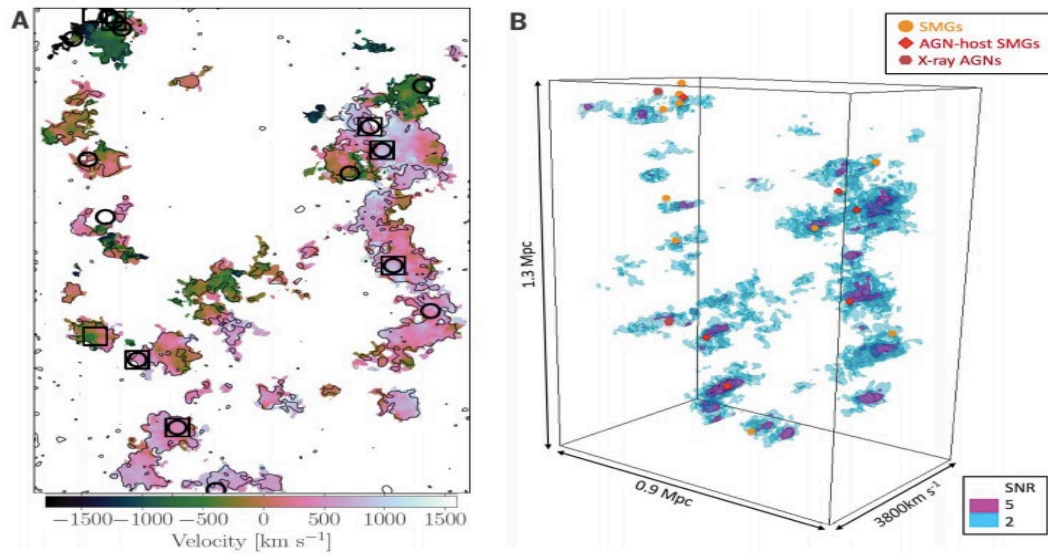 A
−1500 −1000 −500 0 500 1000 1500
Velocity [km s⁻¹]
B
SMGs
AGN-host SMGs
X-ray AGNs
1.3 Mpc
0.9 Mpc
3800km s⁻¹
SNR
5
2